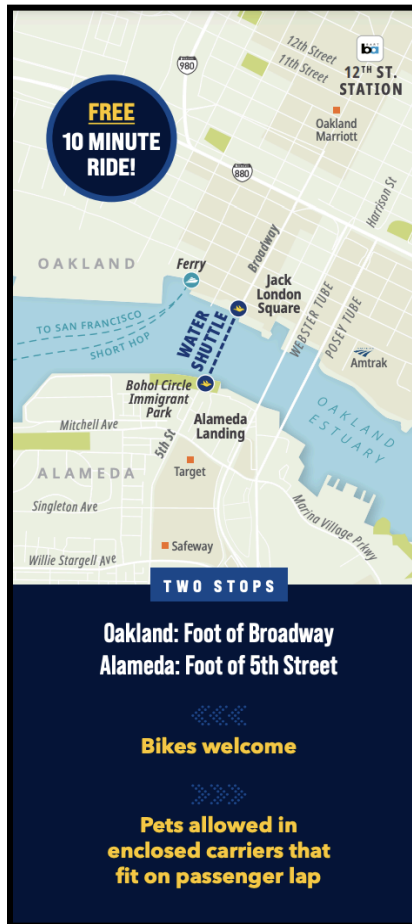 12th Street
11th Street
980
ba
12TH ST.
STATION
FREE
10 MINUTE
RIDE!
Oakland
Marriott
880
Harrison St
Broadway
OAKLAND
Ferry
Jack
London
Square
WEBSTER TUBE
POSEY TUBE
TO SAN FRANCISCO
SHORT HOP
WATER
SHUTTLE
Amtrak
Bohol Circle
Immigrant
Park
OAKLAND
ESTUARY
Mitchell Ave
5th St
Alameda
Landing
ALAMEDA
Target
Singleton Ave
Marina Village Prkwy
Safeway
Willie Stargell Ave
TWO STOPS
Oakland: Foot of Broadway
Alameda: Foot of 5th Street
Bikes welcome
Pets allowed in
enclosed carriers that
fit on passenger lap